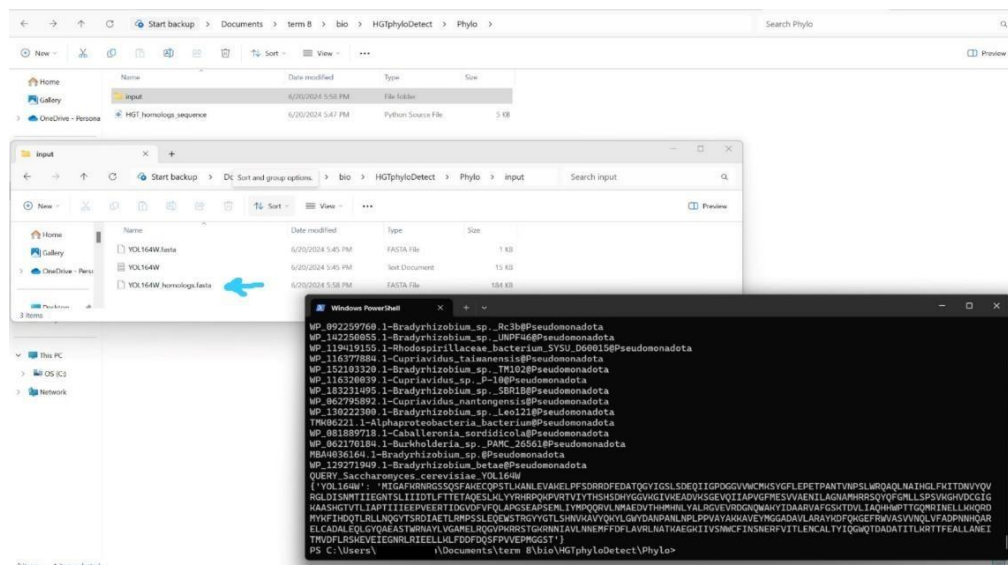 Start backup > Documents > term 8 > bio > HGTphyloDetect > Phylo >
Search Phylo
New
Sort
View
...
Preview
Name
Date modified
Type
Size
Home
Gallery
OneDrive - Persona
input
6/20/2024 5:58 PM
File folder
HGT_homologs_sequence
6/20/2024 5:47 PM
Python Source File
5 KB
input
Start backup > Do
Sort and group options.
> bio > HGTphyloDetect > Phylo > input
Search input
New
Sort
View
...
Preview
Name
Date modified
Type
Size
Home
Gallery
OneDrive - Perso
Desktop
YOL164W.fasta
6/20/2024 5:45 PM
FASTA File
1 KB
YOL164W
6/20/2024 5:45 PM
Text Document
15 KB
YOL164W_homologs.fasta
6/20/2024 5:58 PM
FASTA File
184 KB
3 items
This PC
OS (C:)
Network
Windows PowerShell
WP_092259760.1-Bradyrhizobium_sp._Rc3b@Pseudomonadota
WP_142250055.1-Bradyrhizobium_sp._UNPF46@Pseudomonadota
WP_119419155.1-Rhodospirillaceae_bacterium_SYSU_D60015@Pseudomonadota
WP_116377884.1-Cupriavidus_taiwanensis@Pseudomonadota
WP_152103320.1-Bradyrhizobium_sp._TM102@Pseudomonadota
WP_116320039.1-Cupriavidus_sp._P-10@Pseudomonadota
WP_183231495.1-Bradyrhizobium_sp._SBR1B@Pseudomonadota
WP_062795892.1-Cupriavidus_nantongensis@Pseudomonadota
WP_130222300.1-Bradyrhizobium_sp._Leo121@Pseudomonadota
TMK06221.1-Alphaproteobacteria_bacterium@Pseudomonadota
WP_081889718.1-Caballeronia_sordidicola@Pseudomonadota
WP_062170184.1-Burkholderia_sp._PAMC_26561@Pseudomonadota
MBA4036164.1-Bradyrhizobium_sp.@Pseudomonadota
WP_129271949.1-Bradyrhizobium_betae@Pseudomonadota
QUERY_Saccharomyces_cerevisiae_YOL164W
{'YOL164W':
PS C:\Users\
\Documents\term 8\bio\HGTphyloDetect\Phylo>